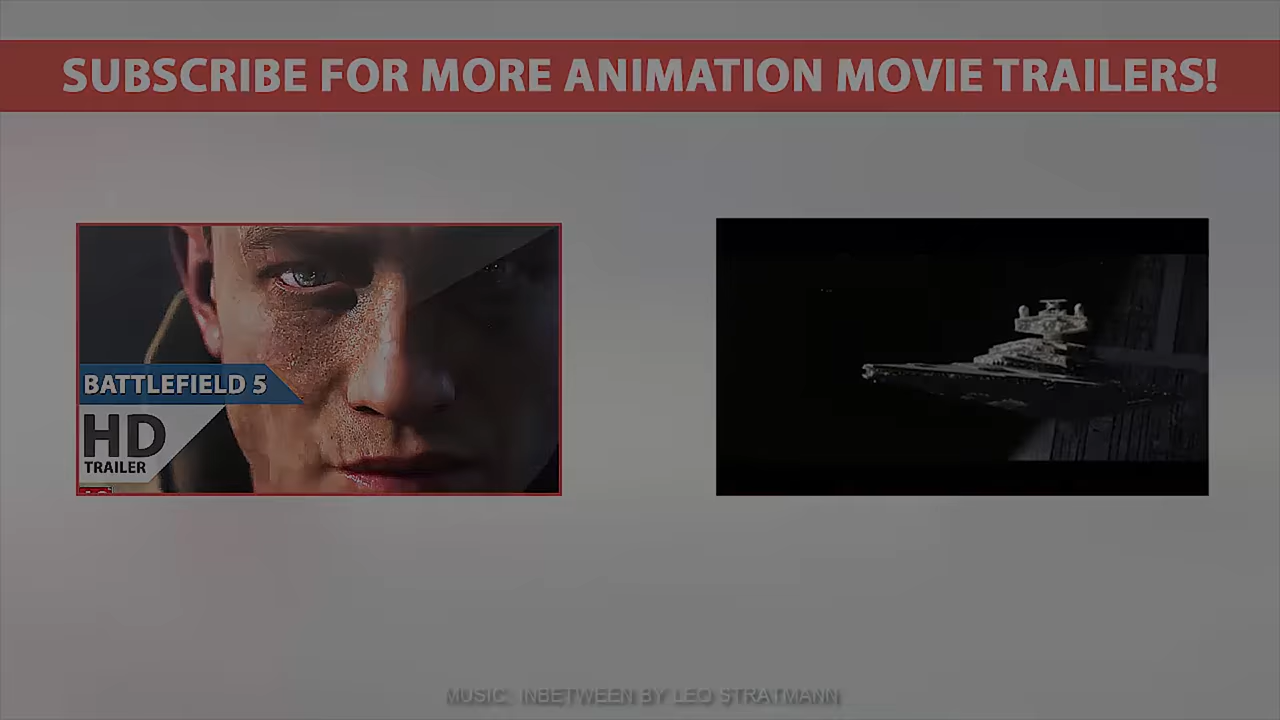 SUBSCRIBE FOR MORE ANIMATION MOVIE TRAILERS!
BATTLEFIELD 5
HD
TRAILER
MUSIC: INBETWEEN BY LEO STRATMANN